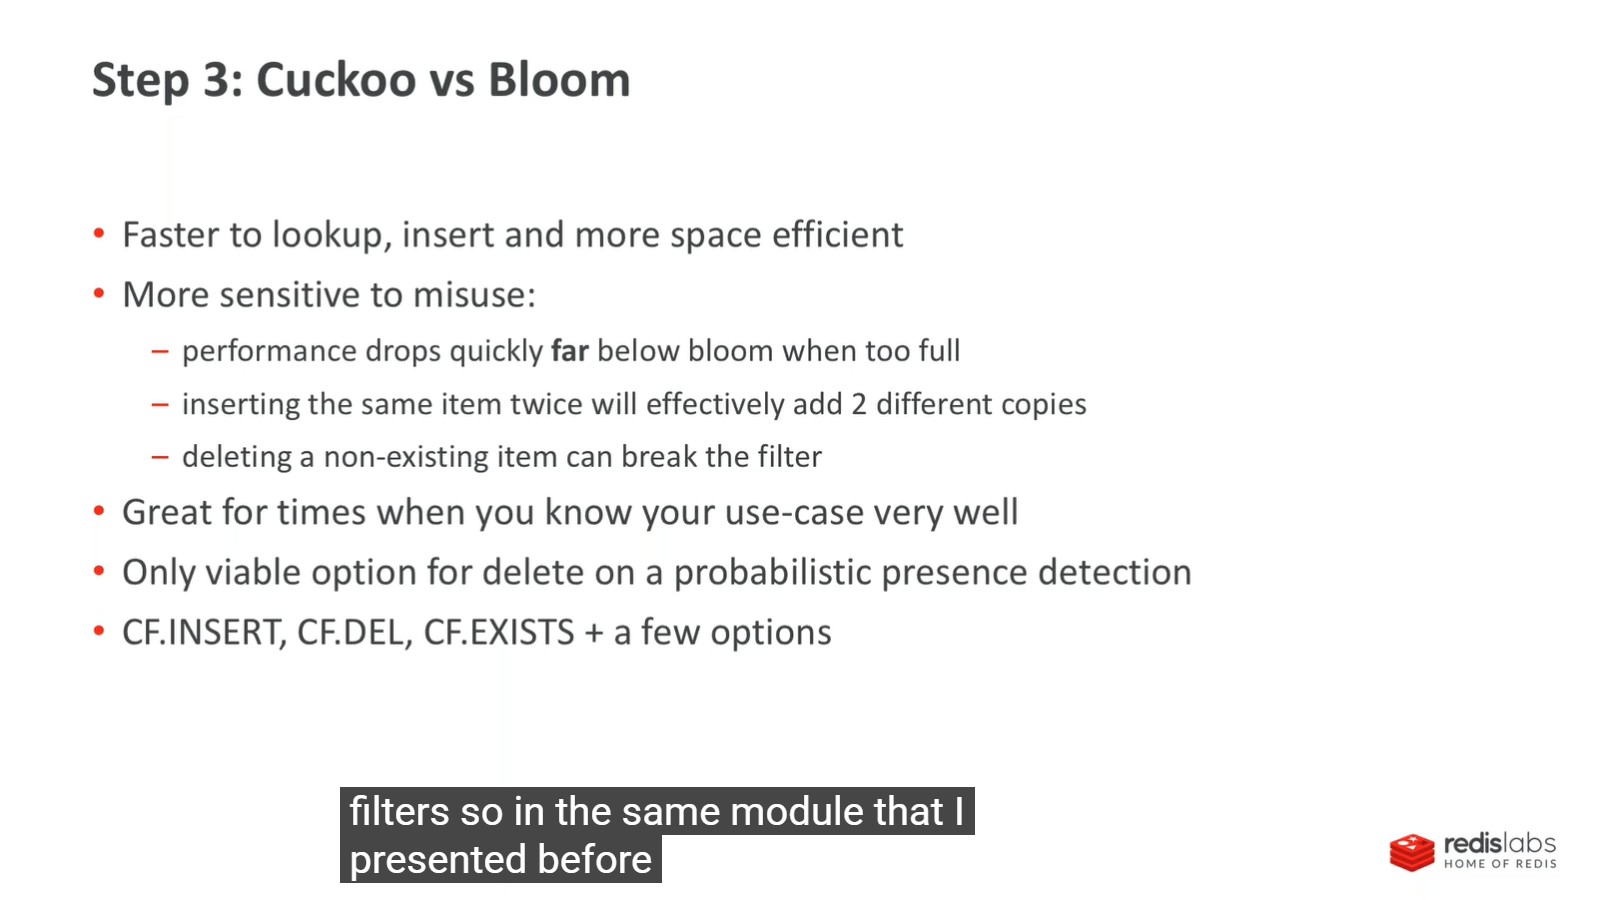 Step 3: Cuckoo vs Bloom
• Faster to lookup, insert and more space efficient
• More sensitive to misuse:
– performance drops quickly far below bloom when too full
– inserting the same item twice will effectively add 2 different copies
– deleting a non-existing item can break the filter
• Great for times when you know your use-case very well
• Only viable option for delete on a probabilistic presence detection
• CF.INSERT, CF.DEL, CF.EXISTS + a few options
filters so in the same module that I
presented before
redislabs
HOME OF REDIS